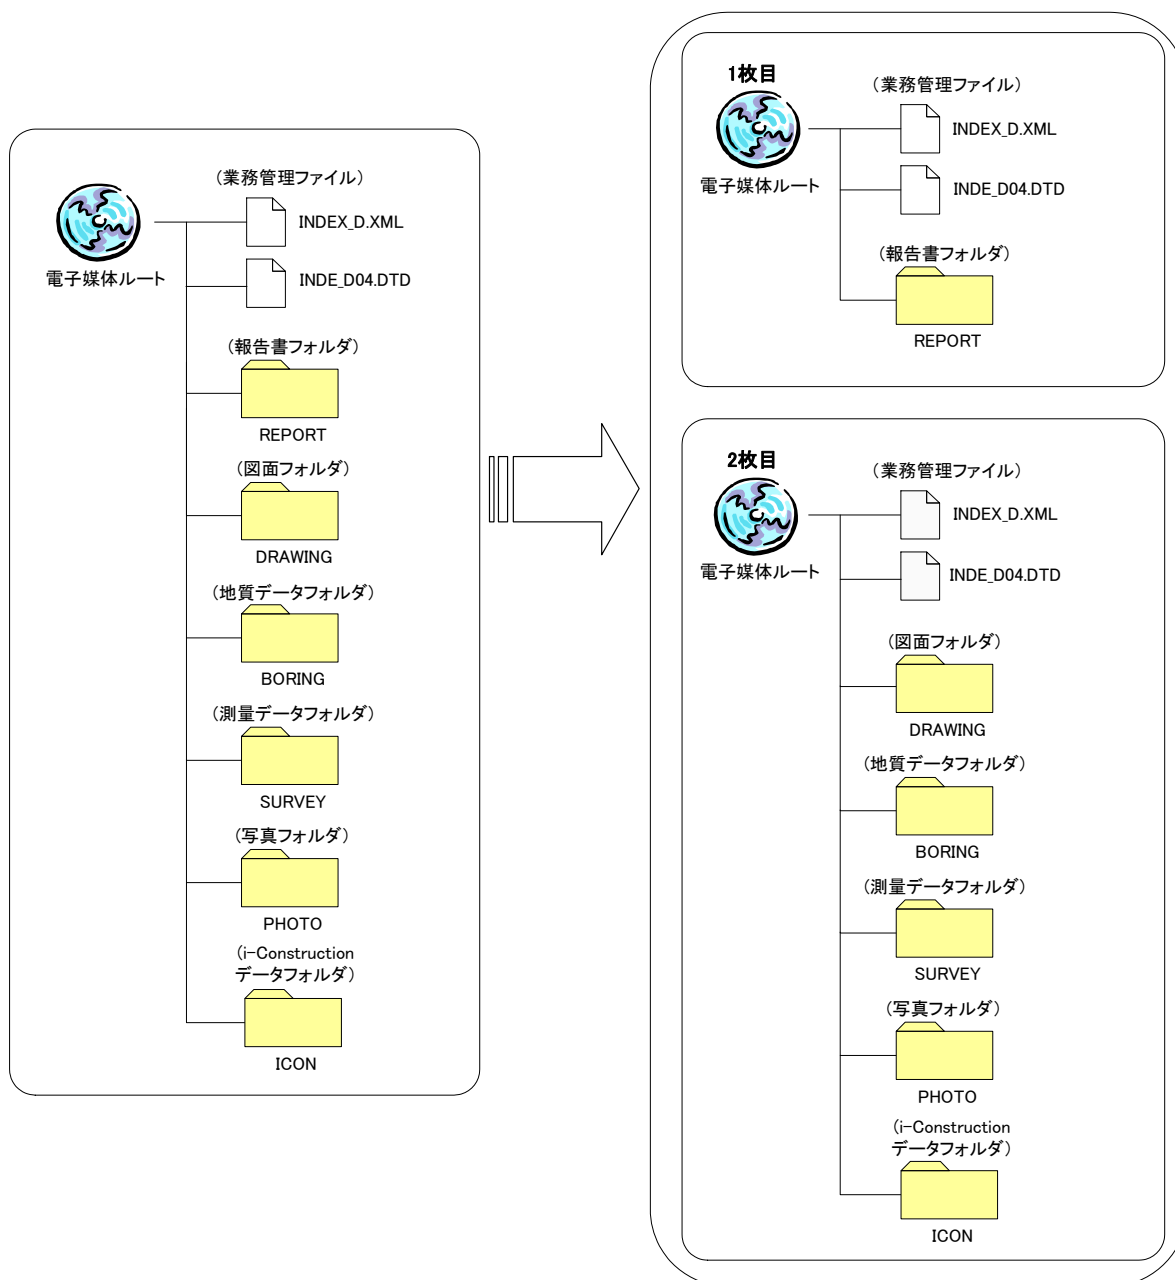 (業務管理ファイル)
INDEX_D.XML
電子媒体ルート
INDE_D04.DTD
(報告書フォルダ)
REPORT
(図面フォルダ)
DRAWING
(地質データフォルダ)
BORING
(測量データフォルダ)
SURVEY
(写真フォルダ)
PHOTO
(i-Construction
データフォルダ)
ICON
1枚目
(業務管理ファイル)
INDEX_D.XML
電子媒体ルート
INDE_D04.DTD
(報告書フォルダ)
REPORT
2枚目
(業務管理ファイル)
INDEX_D.XML
電子媒体ルート
INDE_D04.DTD
(図面フォルダ)
DRAWING
(地質データフォルダ)
BORING
(測量データフォルダ)
SURVEY
(写真フォルダ)
PHOTO
(i-Construction
データフォルダ)
ICON